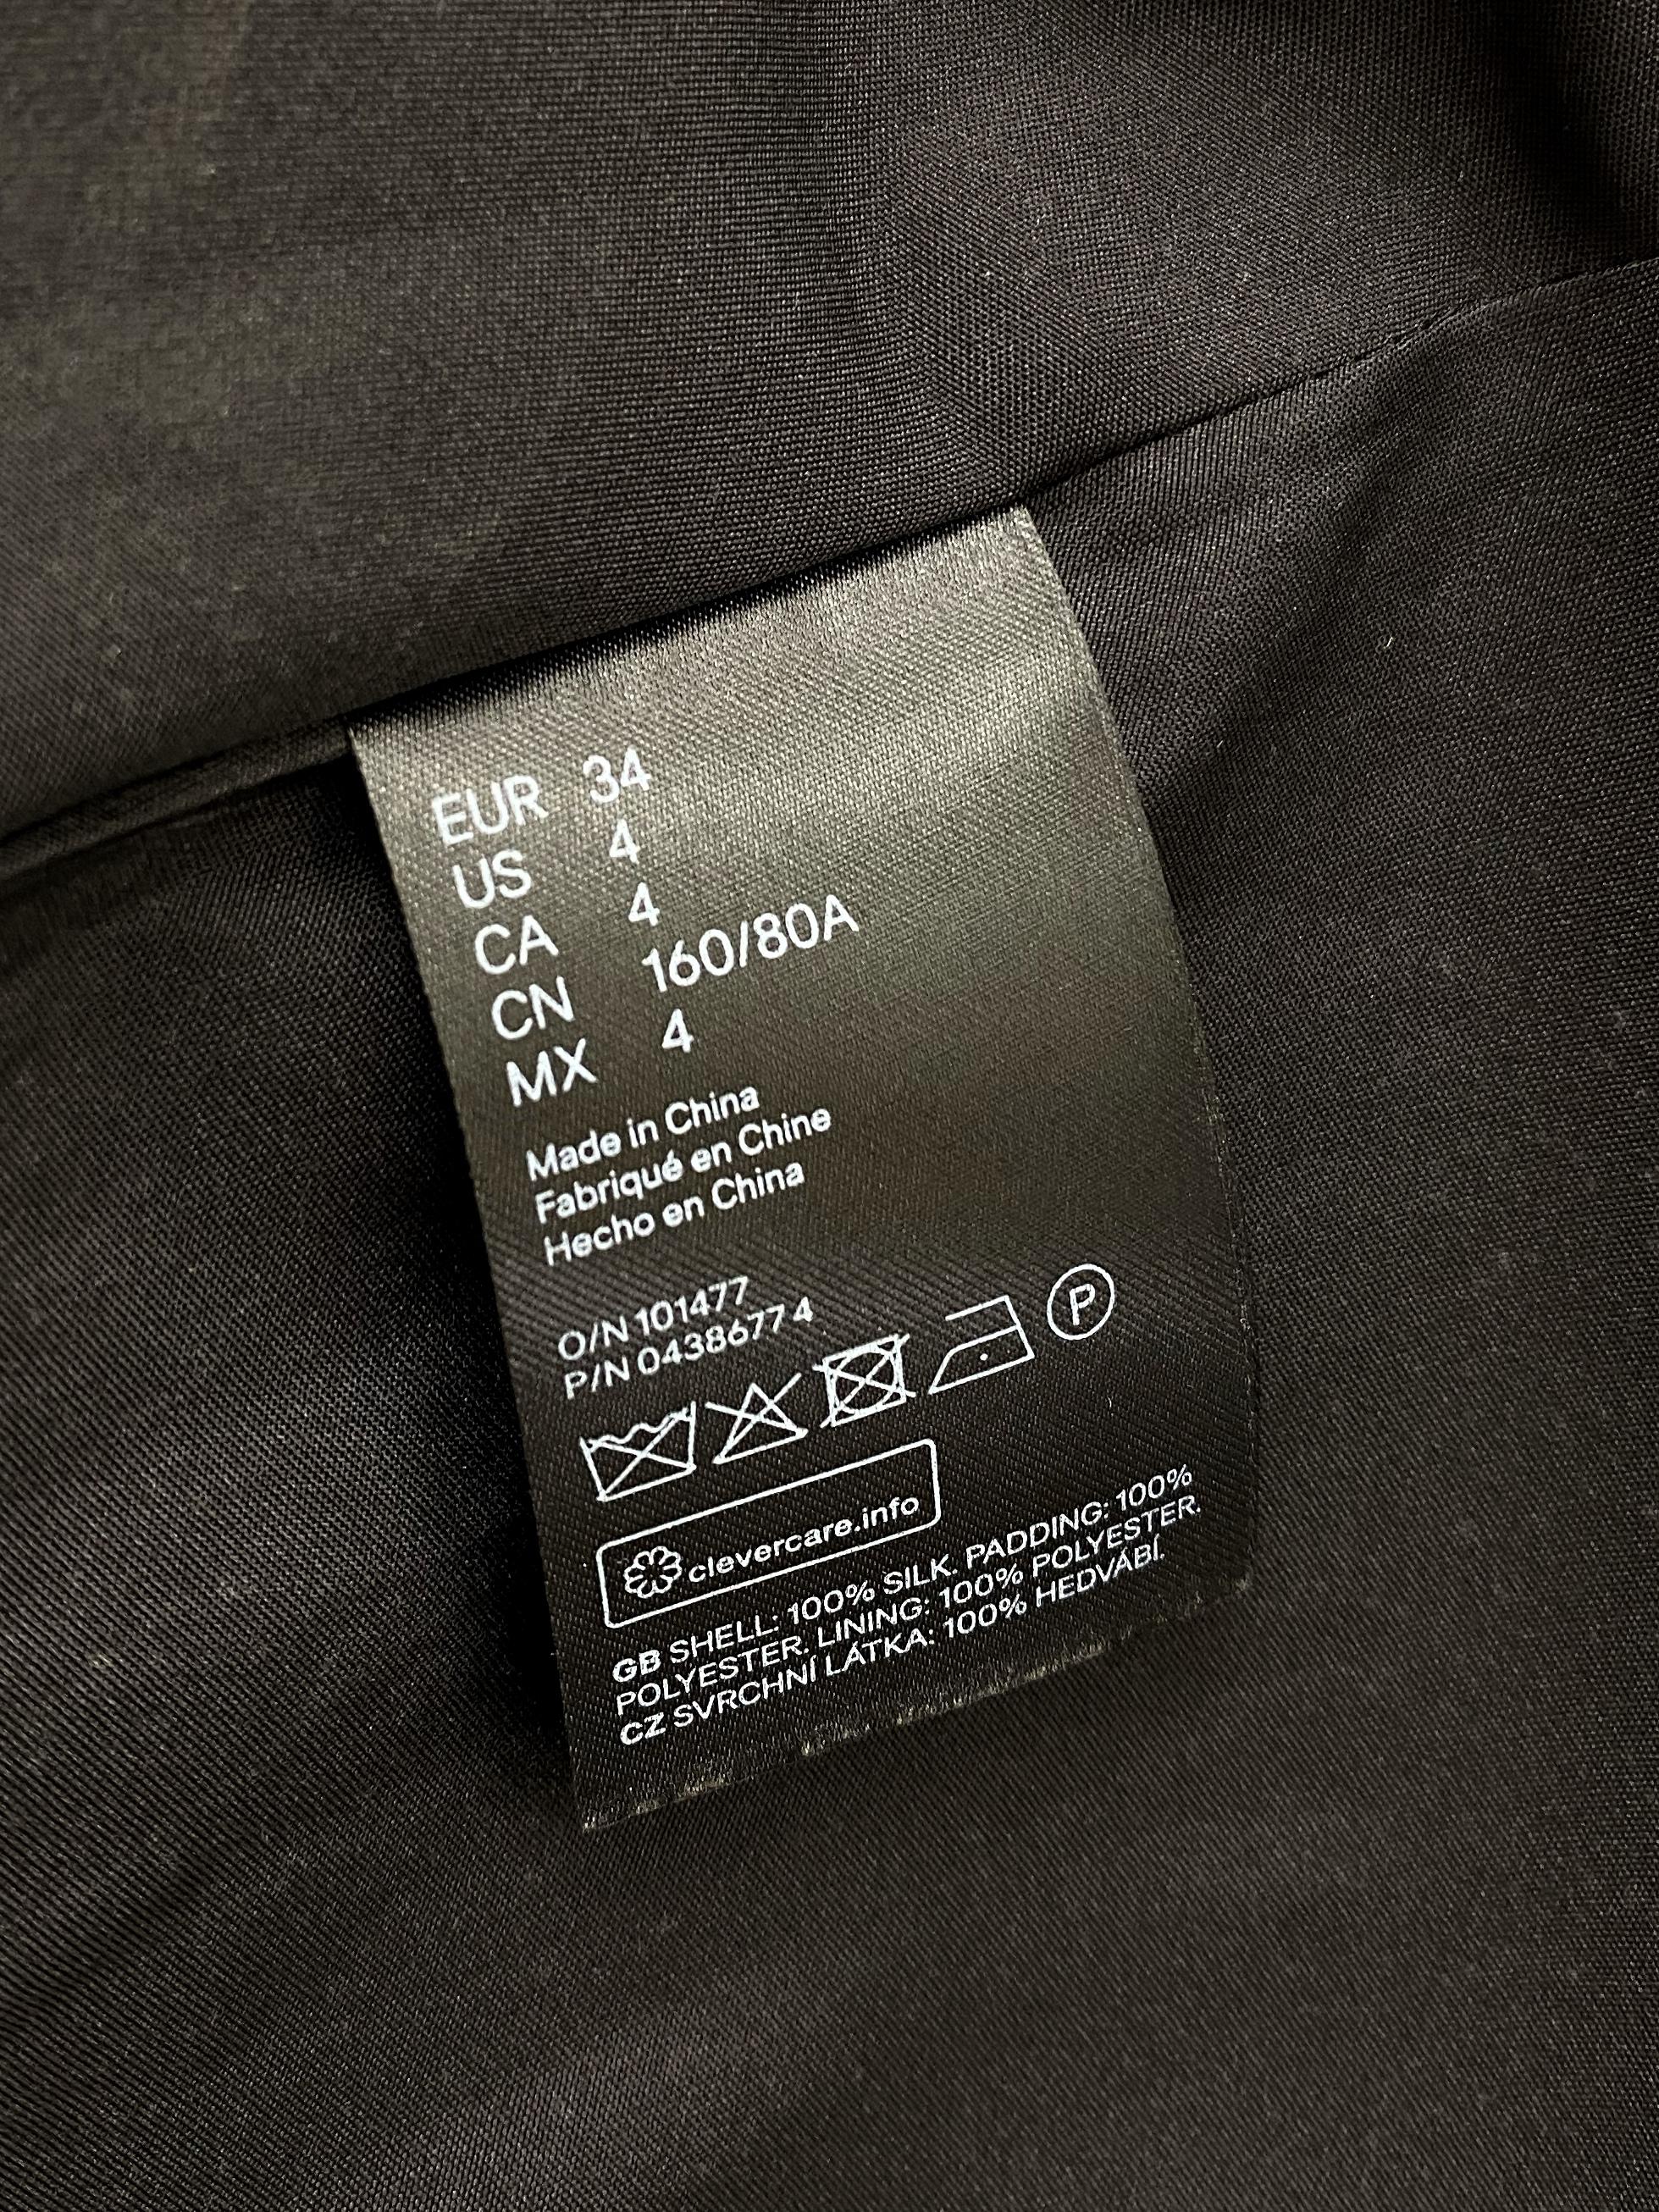 EUR 34
US 4
CA 4
CN 160/80A
MX 4
Made in China
Fabriqué en Chine
Hecho en China
O/N 101477
P/N 04386774
P
clevercare.info
GB SHELL: 100% SILK. PADDING: 100%
POLYESTER. LINING: 100% POLYESTER.
CZ SVRCHNÍ LÁTKA: 100% HEDVÁBÍ.